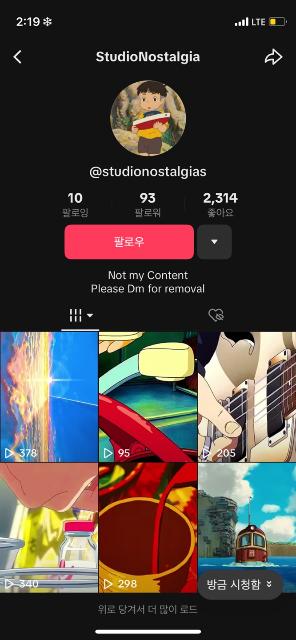 2:19 ❄ LTE
StudioNostalgia
@studionostalgias
10 93 2,314
팔로잉 팔로워 좋아요
팔로우
Not my Content
Please Dm for removal
378 95 205
340 298
방금 시청함
위로 당겨서 더 많이 로드